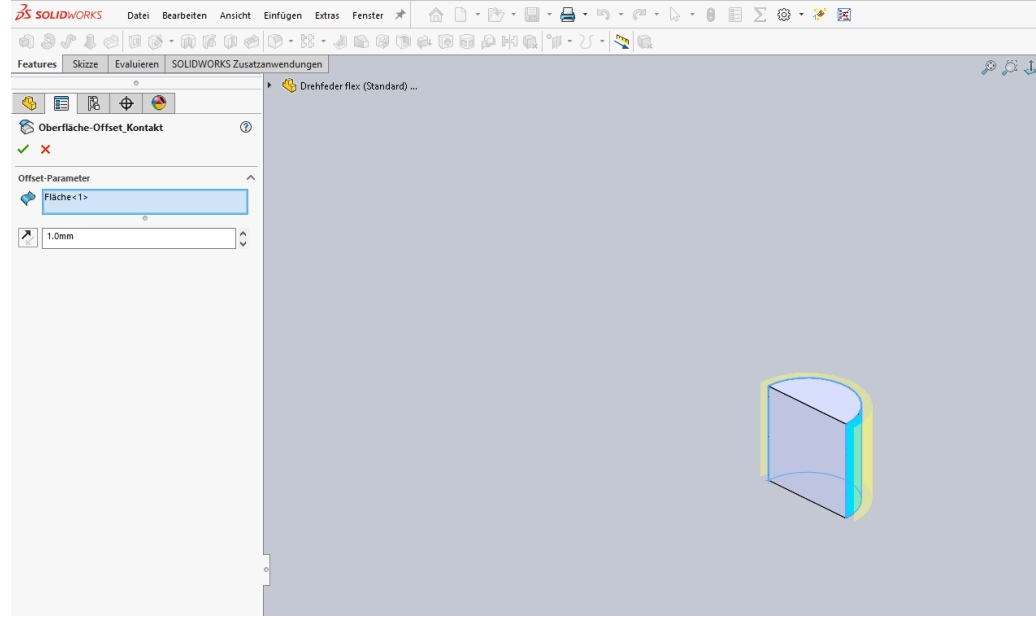 SOLIDWORKS Datei Bearbeiten Ansicht Einfügen Extras Fenster
Features Skizze Evaluieren SOLIDWORKS Zusatzanwendungen
Drehfeder flex (Standard) ...
Oberfläche-Offset_Kontakt
Offset-Parameter
Fläche<1>
1.0mm